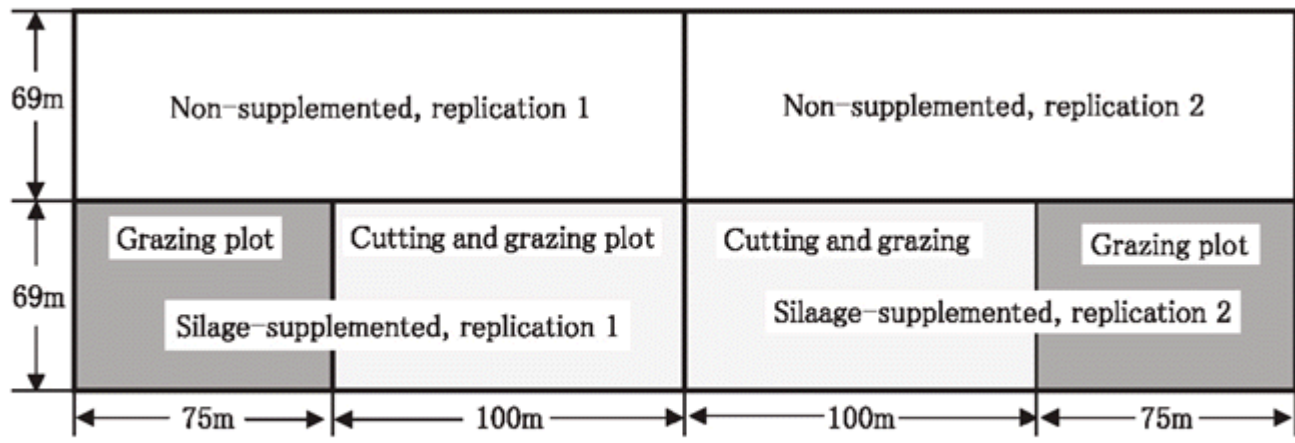 69m
Non-supplemented, replication 1
Non-supplemented, replication 2
69m
Grazing plot
Cutting and grazing plot
Cutting and grazing
Grazing plot
Silage-supplemented, replication 1
Silaage-supplemented, replication 2
75m
100m
100m
75m